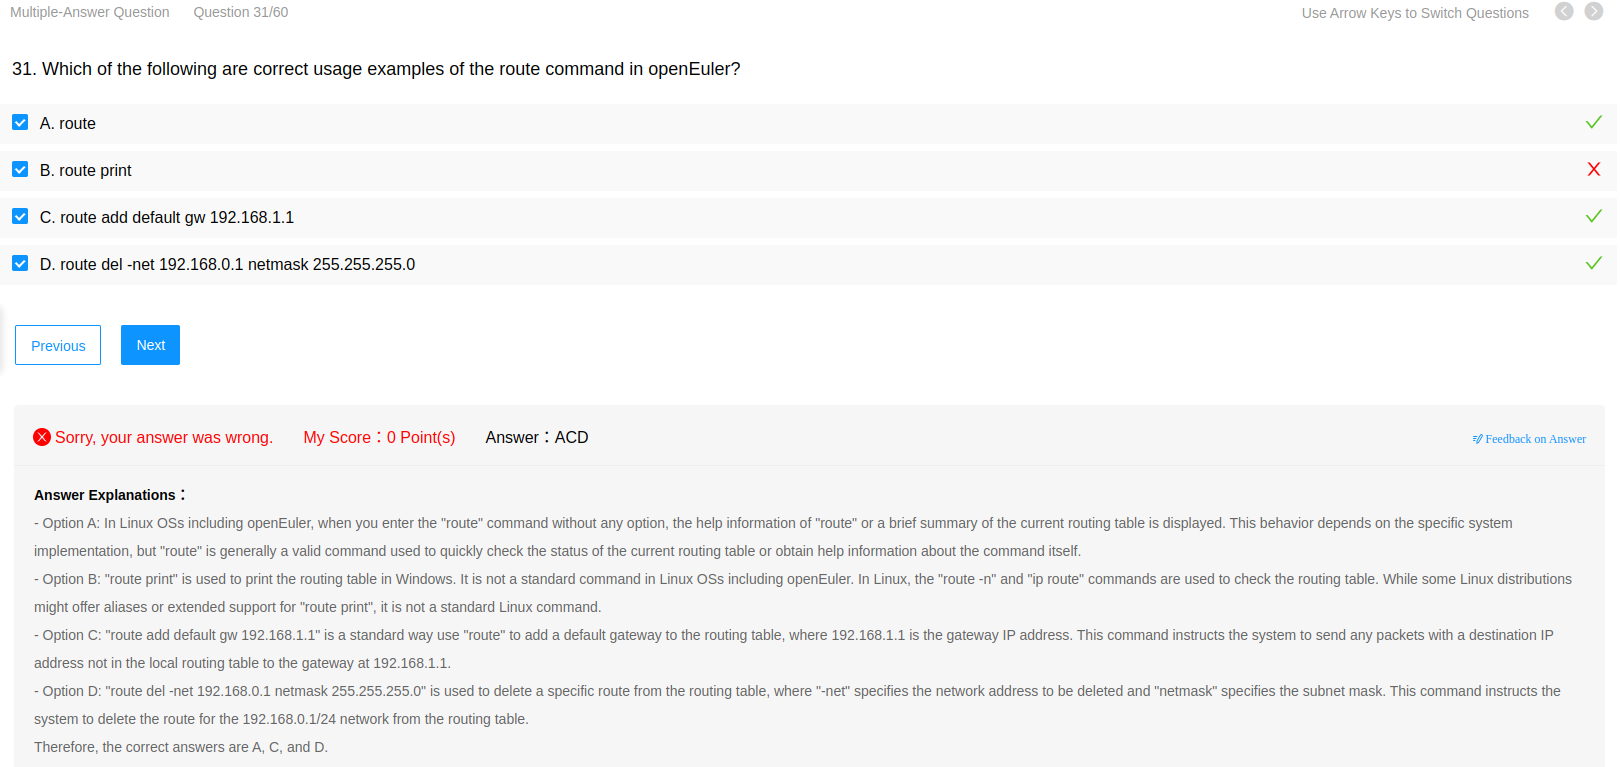 Multiple-Answer Question Question 31/60 Use Arrow Keys to Switch Questions
31. Which of the following are correct usage examples of the route command in openEuler?
A. route
B. route print
C. route add default gw 192.168.1.1
D. route del -net 192.168.0.1 netmask 255.255.255.0
Previous Next
Sorry, your answer was wrong. My Score：0 Point(s) Answer：ACD Feedback on Answer
Answer Explanations：
- Option A: In Linux OSs including openEuler, when you enter the "route" command without any option, the help information of "route" or a brief summary of the current routing table is displayed. This behavior depends on the specific system
implementation, but "route" is generally a valid command used to quickly check the status of the current routing table or obtain help information about the command itself.
- Option B: "route print" is used to print the routing table in Windows. It is not a standard command in Linux OSs including openEuler. In Linux, the "route -n" and "ip route" commands are used to check the routing table. While some Linux distributions
might offer aliases or extended support for "route print", it is not a standard Linux command.
- Option C: "route add default gw 192.168.1.1" is a standard way use "route" to add a default gateway to the routing table, where 192.168.1.1 is the gateway IP address. This command instructs the system to send any packets with a destination IP
address not in the local routing table to the gateway at 192.168.1.1.
- Option D: "route del -net 192.168.0.1 netmask 255.255.255.0" is used to delete a specific route from the routing table, where "-net" specifies the network address to be deleted and "netmask" specifies the subnet mask. This command instructs the
system to delete the route for the 192.168.0.1/24 network from the routing table.
Therefore, the correct answers are A, C, and D.